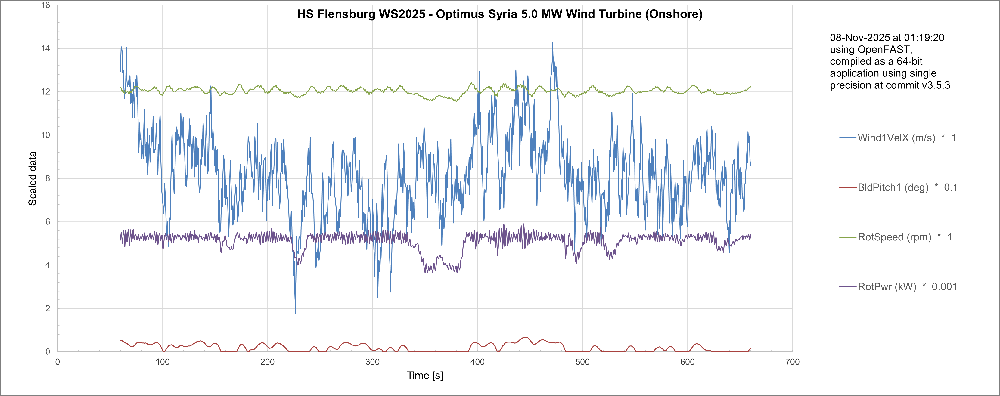 HS Flensburg WS2025 - Optimus Syria 5.0 MW Wind Turbine (Onshore)
08-Nov-2025 at 01:19:20
using OpenFAST,
compiled as a 64-bit
application using single
precision at commit v3.5.3
Scaled data
16
14
12
10
8
6
4
2
0
0 100 200 300 400 500 600 700
Time [s]
Wind1VelX (m/s) * 1
BldPitch1 (deg) * 0.1
RotSpeed (rpm) * 1
RotPwr (kW) * 0.001